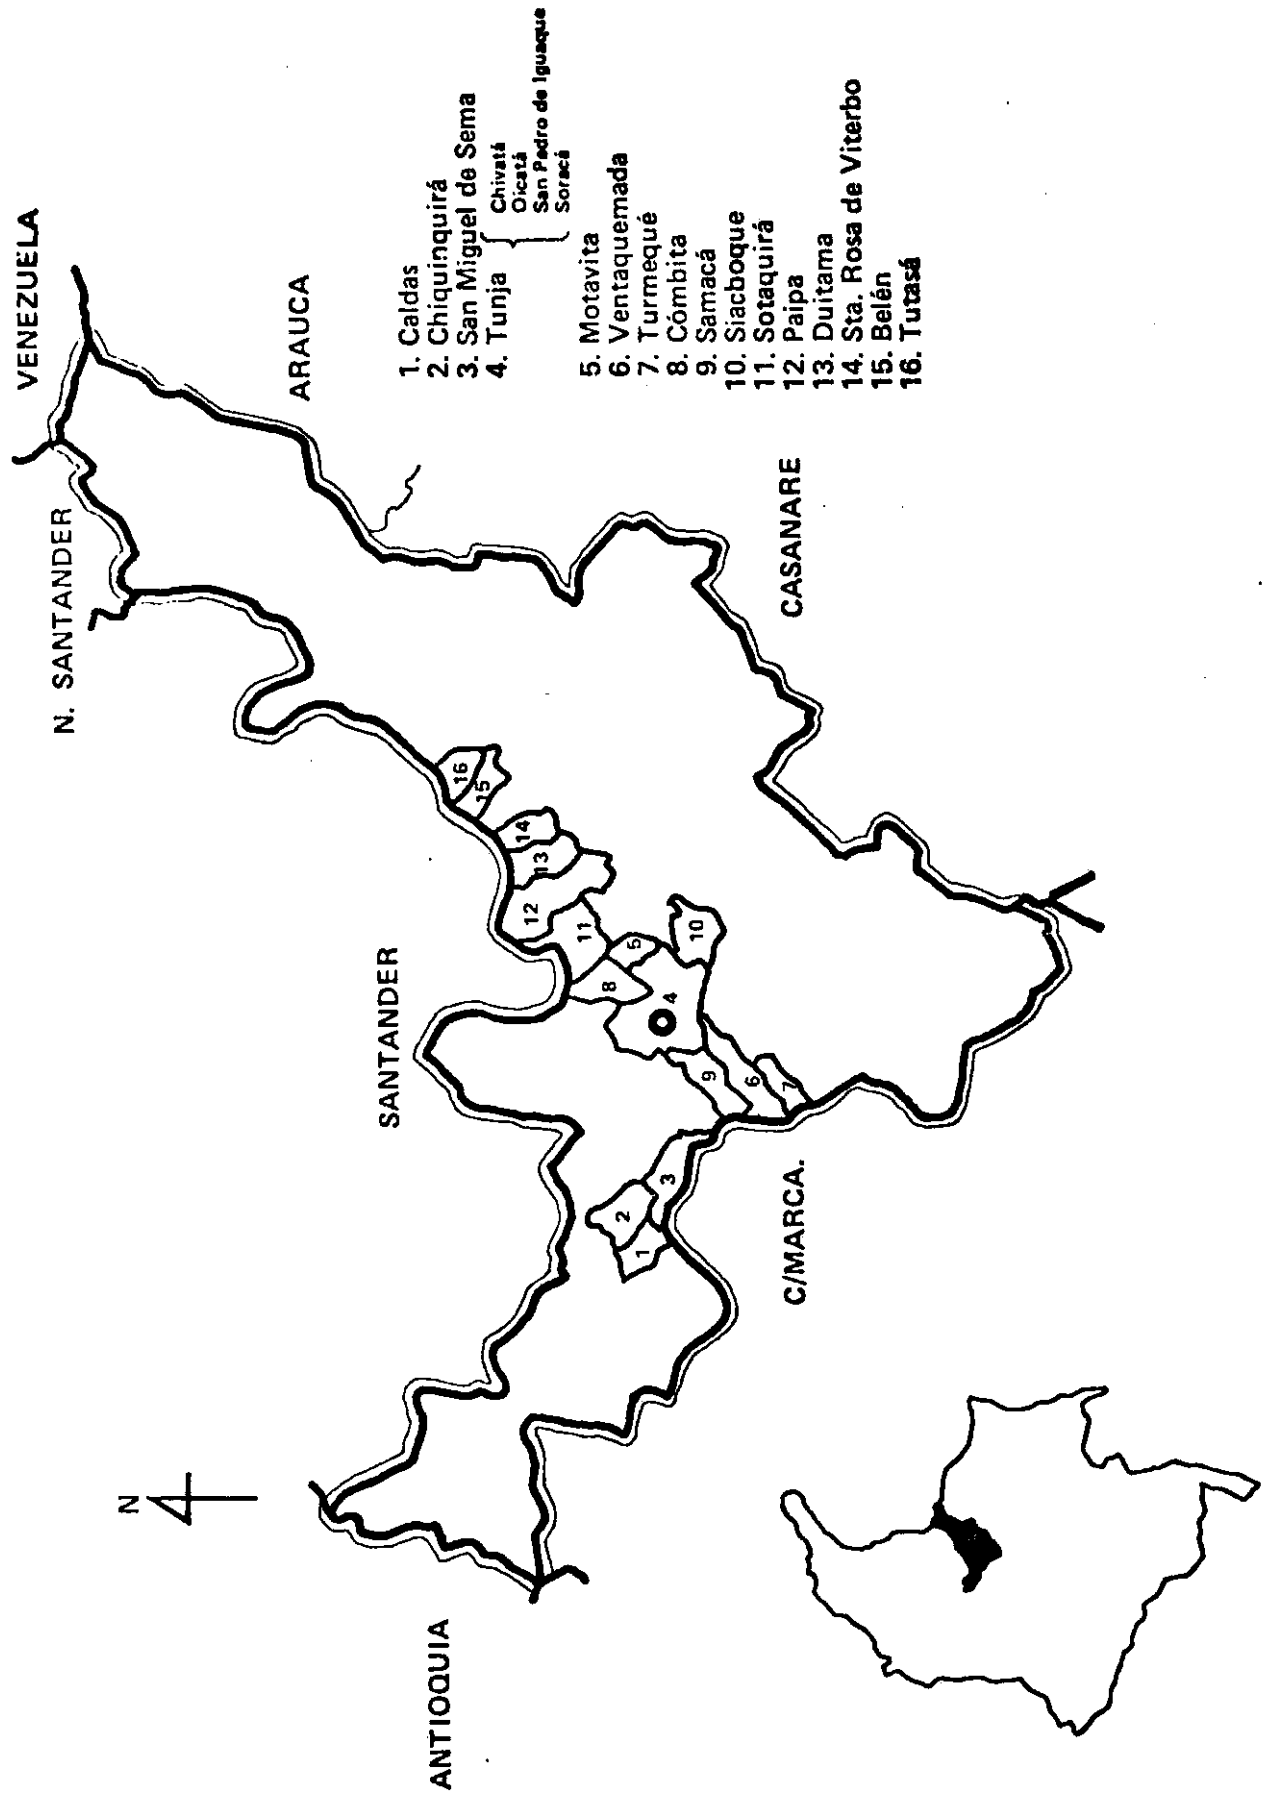 VENEZUELA
N. SANTANDER
ARAUCA
SANTANDER
CASANARE
ANTIOQUIA
C/MARCA.
N
1. Caldas
2. Chiquinquirá
3. San Miguel de Sema
4. Tunja
Chivatá
Oicatá
San Pedro de Iguaque
Soracá
5. Motavita
6. Ventaquemada
7. Turmequé
8. Cómbita
9. Samacá
10. Siacboque
11. Sotaquirá
12. Paipa
13. Duitama
14. Sta. Rosa de Viterbo
15. Belén
16. Tutasá
16
15
14
13
12
11
5
10
8
4
9
6
7
3
2
1